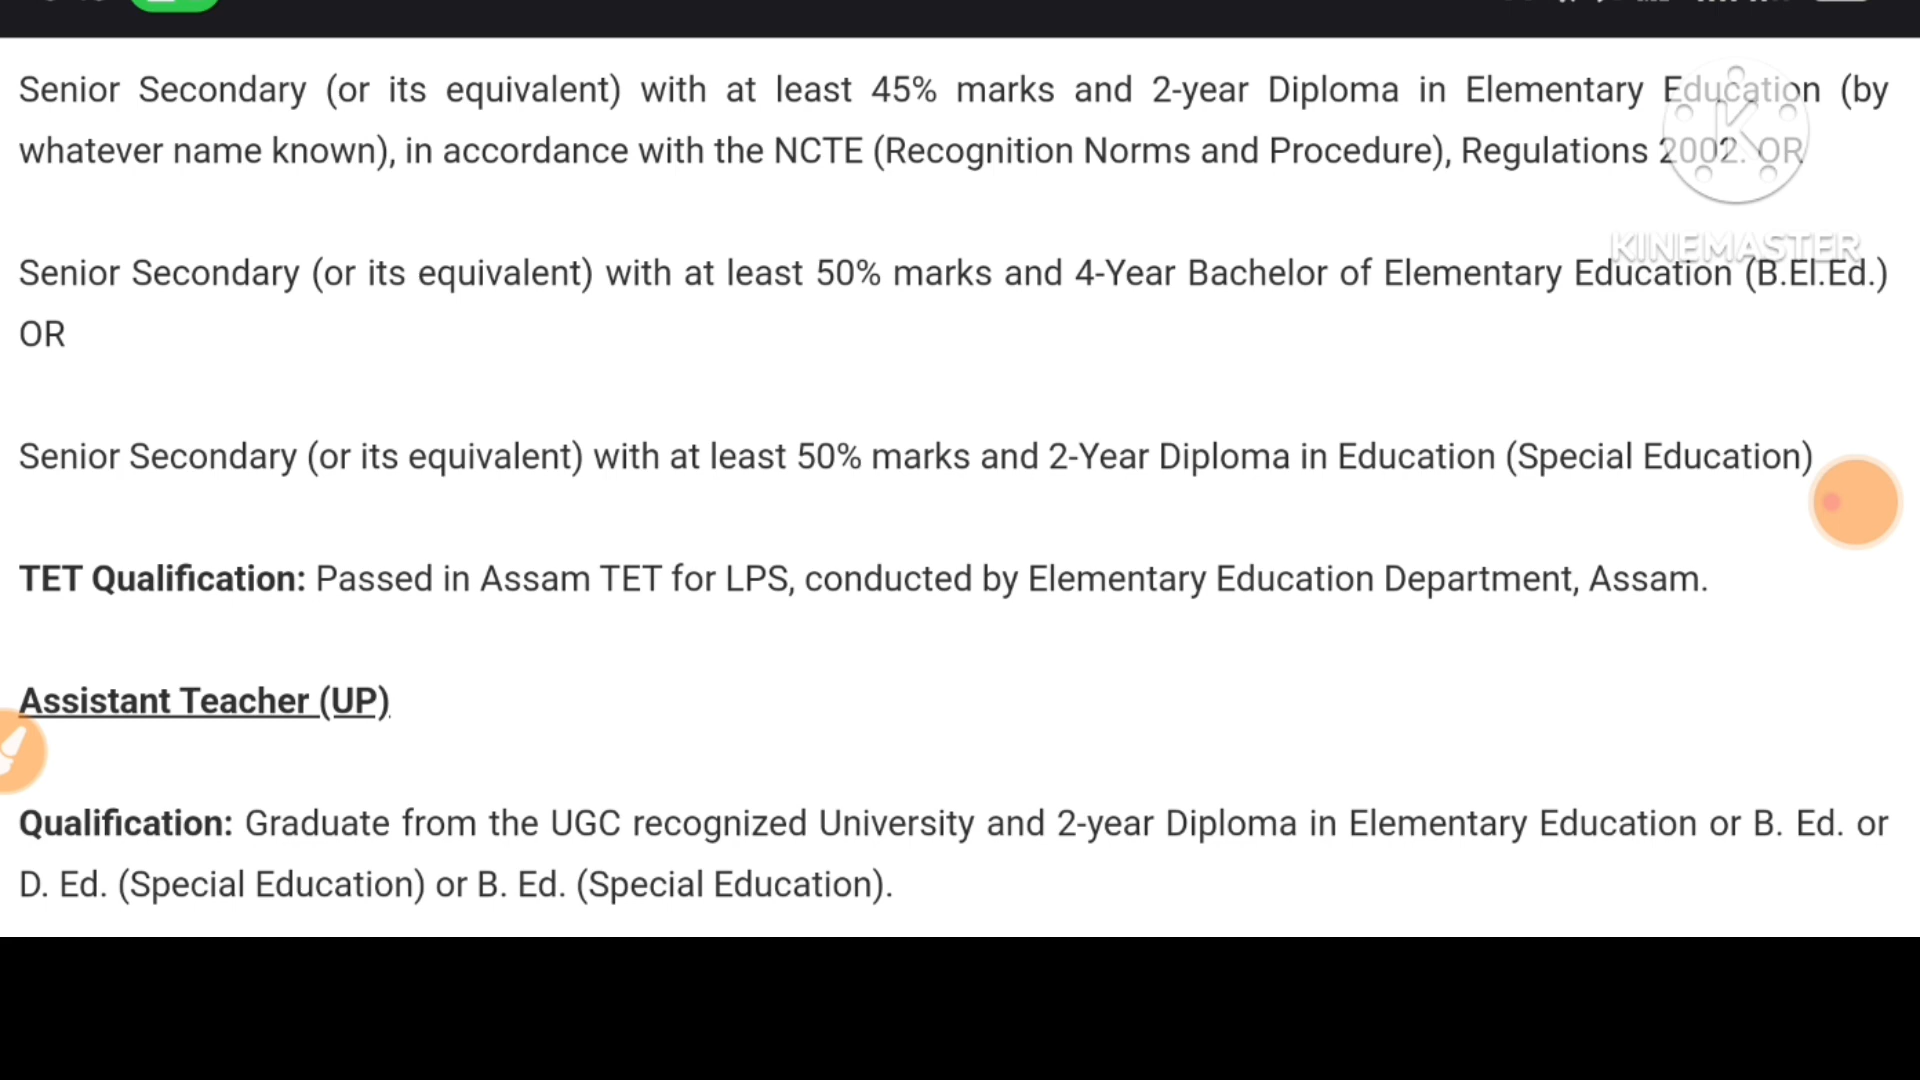 Senior Secondary (or its equivalent) with at least 45% marks and 2-year Diploma in Elementary Education (by
whatever name known), in accordance with the NCTE (Recognition Norms and Procedure), Regulations 2002. OR
KINEMASTER
Senior Secondary (or its equivalent) with at least 50% marks and 4-Year Bachelor of Elementary Education (B.El.Ed.)
OR
Senior Secondary (or its equivalent) with at least 50% marks and 2-Year Diploma in Education (Special Education)
TET Qualification: Passed in Assam TET for LPS, conducted by Elementary Education Department, Assam.
Assistant Teacher (UP)
Qualification: Graduate from the UGC recognized University and 2-year Diploma in Elementary Education or B. Ed. or
D. Ed. (Special Education) or B. Ed. (Special Education).